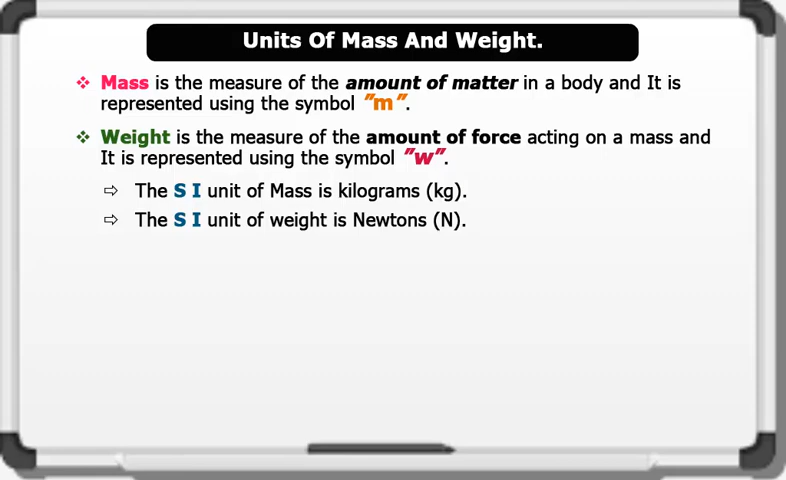 Units Of Mass And Weight.
❖ Mass is the measure of the amount of matter in a body and It is
represented using the symbol "m".
❖ Weight is the measure of the amount of force acting on a mass and
It is represented using the symbol "w".
⇨ The S I unit of Mass is kilograms (kg).
⇨ The S I unit of weight is Newtons (N).